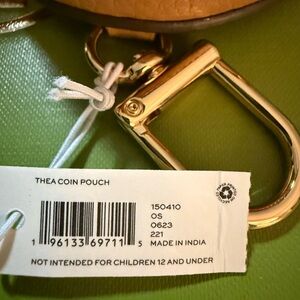 THEA COIN POUCH
150410
OS
0623
221
1 96133 69711 5
MADE IN INDIA
NOT INTENDED FOR CHILDREN 12 AND UNDER